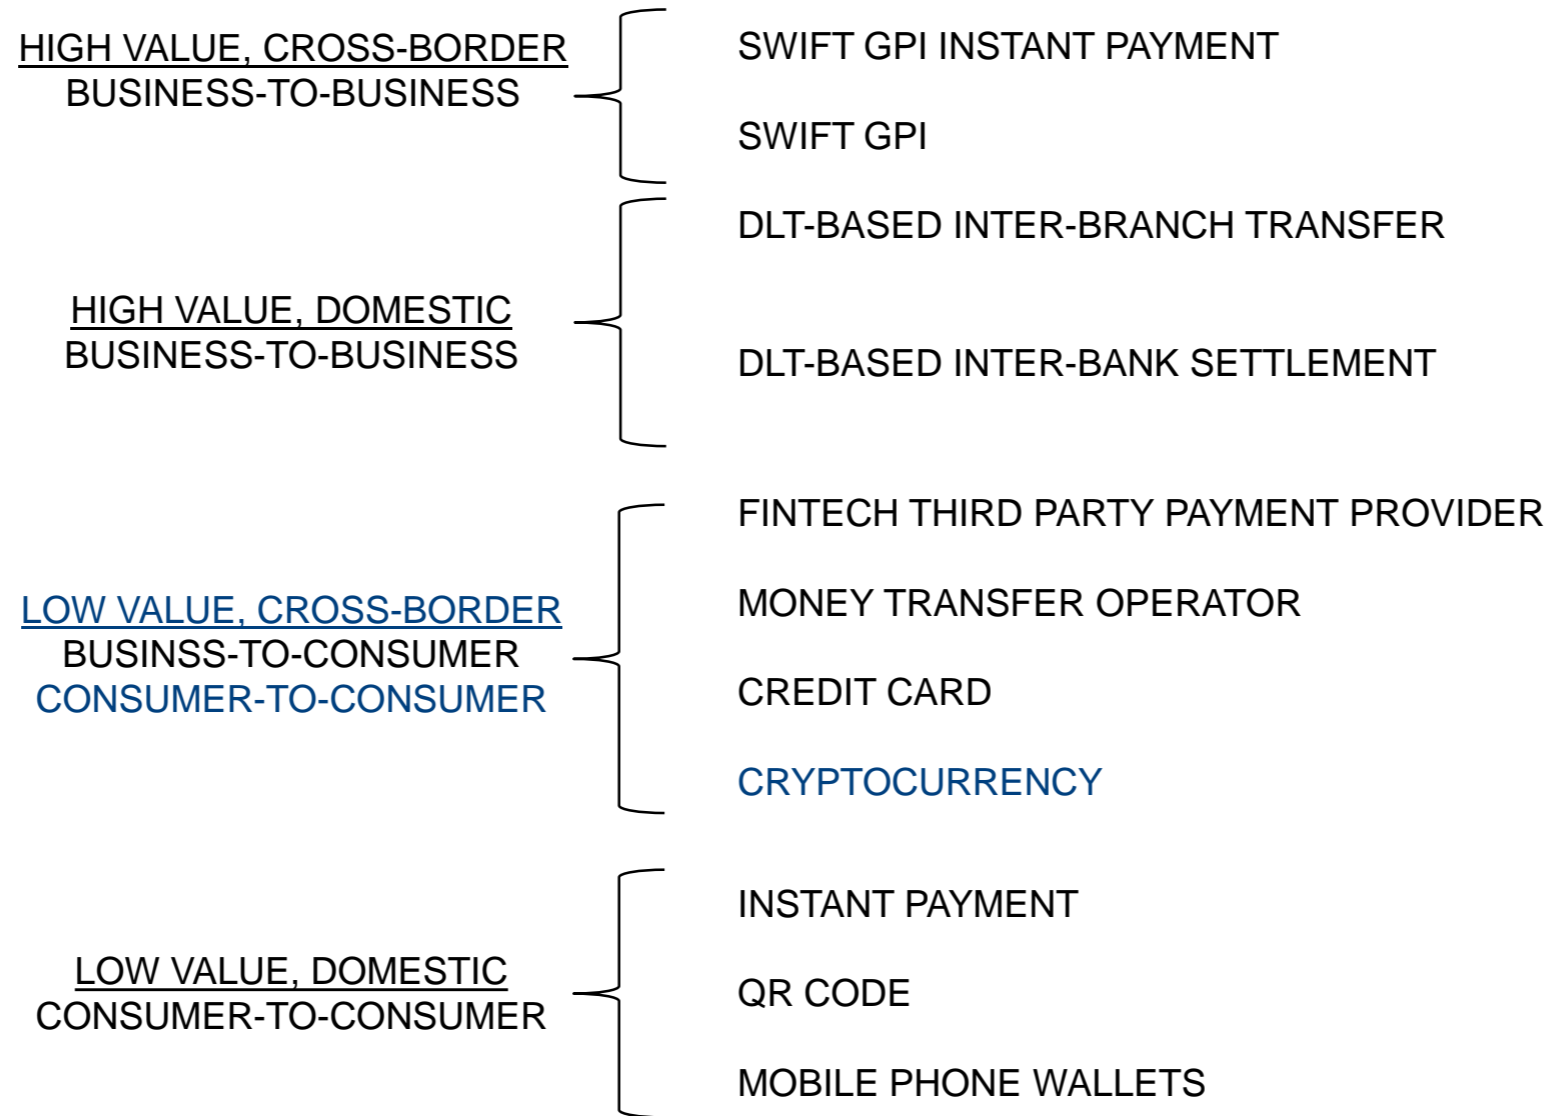 HIGH VALUE, CROSS-BORDER
BUSINESS-TO-BUSINESS
SWIFT GPI INSTANT PAYMENT
SWIFT GPI
HIGH VALUE, DOMESTIC
BUSINESS-TO-BUSINESS
DLT-BASED INTER-BRANCH TRANSFER
DLT-BASED INTER-BANK SETTLEMENT
LOW VALUE, CROSS-BORDER
BUSINSS-TO-CONSUMER
CONSUMER-TO-CONSUMER
FINTECH THIRD PARTY PAYMENT PROVIDER
MONEY TRANSFER OPERATOR
CREDIT CARD
CRYPTOCURRENCY
LOW VALUE, DOMESTIC
CONSUMER-TO-CONSUMER
INSTANT PAYMENT
QR CODE
MOBILE PHONE WALLETS